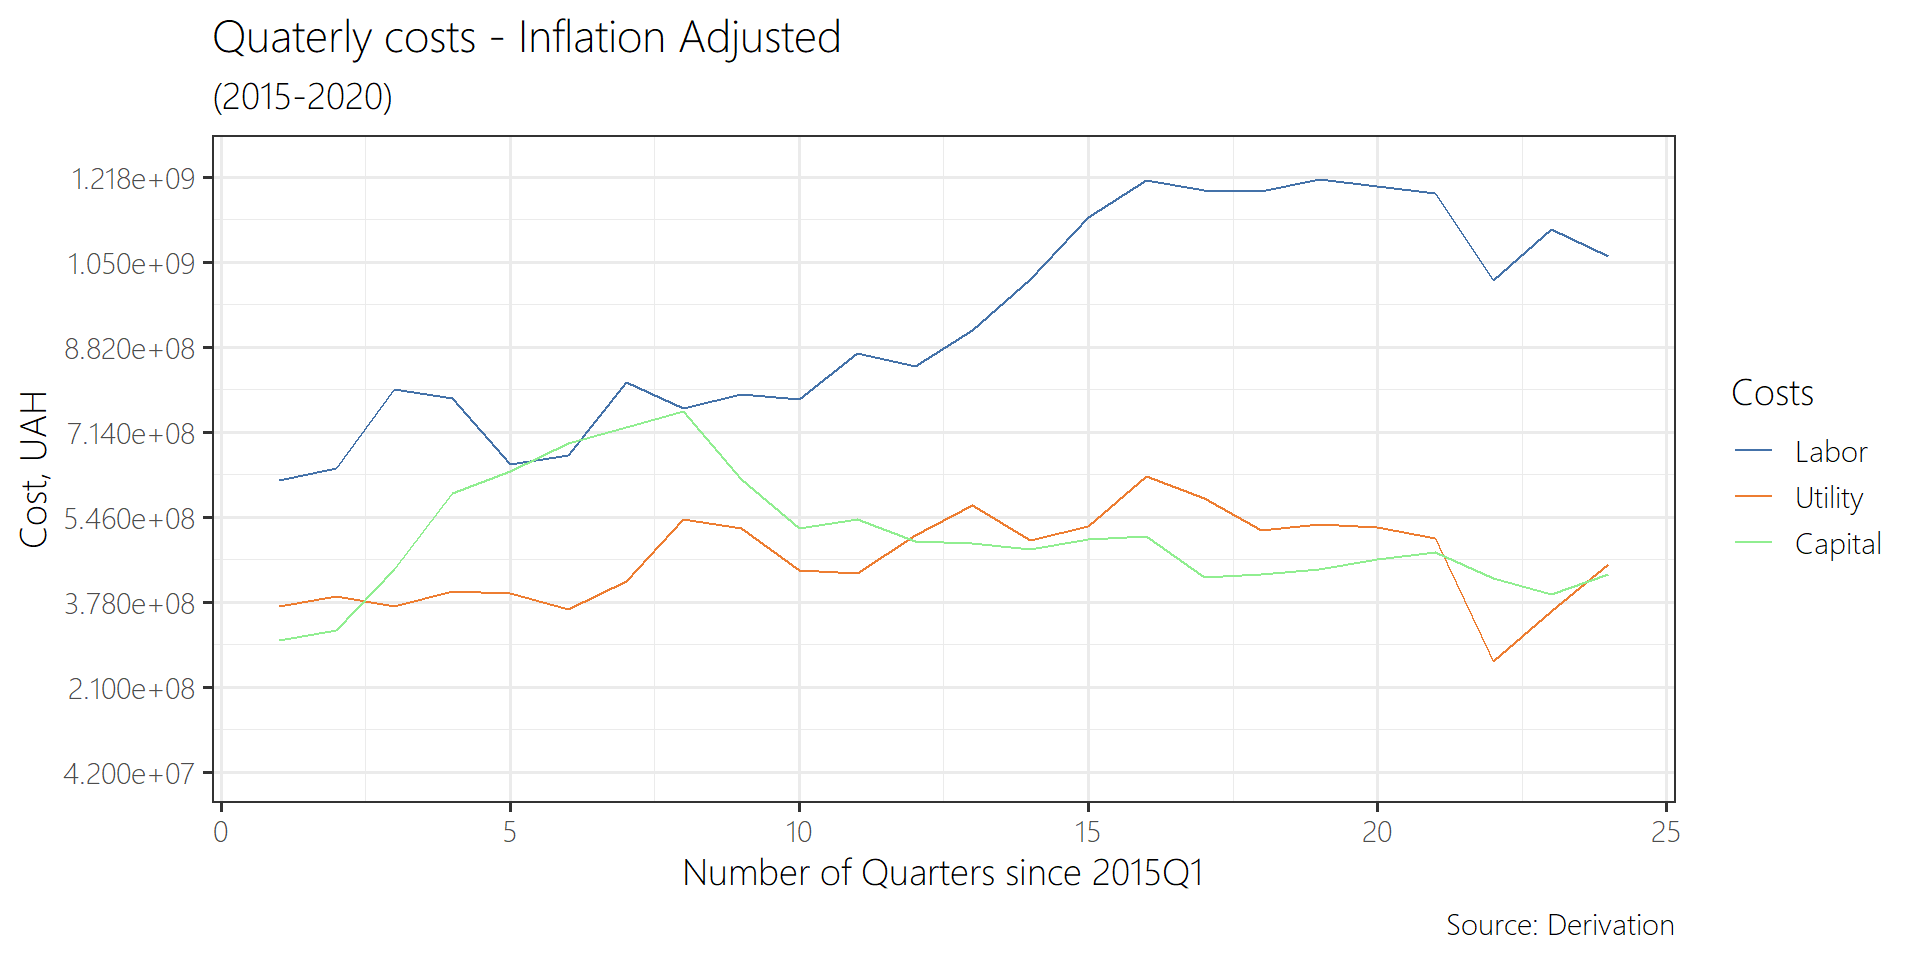 Quaterly costs - Inflation Adjusted
(2015-2020)
Cost, UAH
1.218e+09
1.050e+09
8.820e+08
7.140e+08
5.460e+08
3.780e+08
2.100e+08
4.200e+07
0 5 10 15 20 25
Number of Quarters since 2015Q1
Costs
Labor
Utility
Capital
Source: Derivation